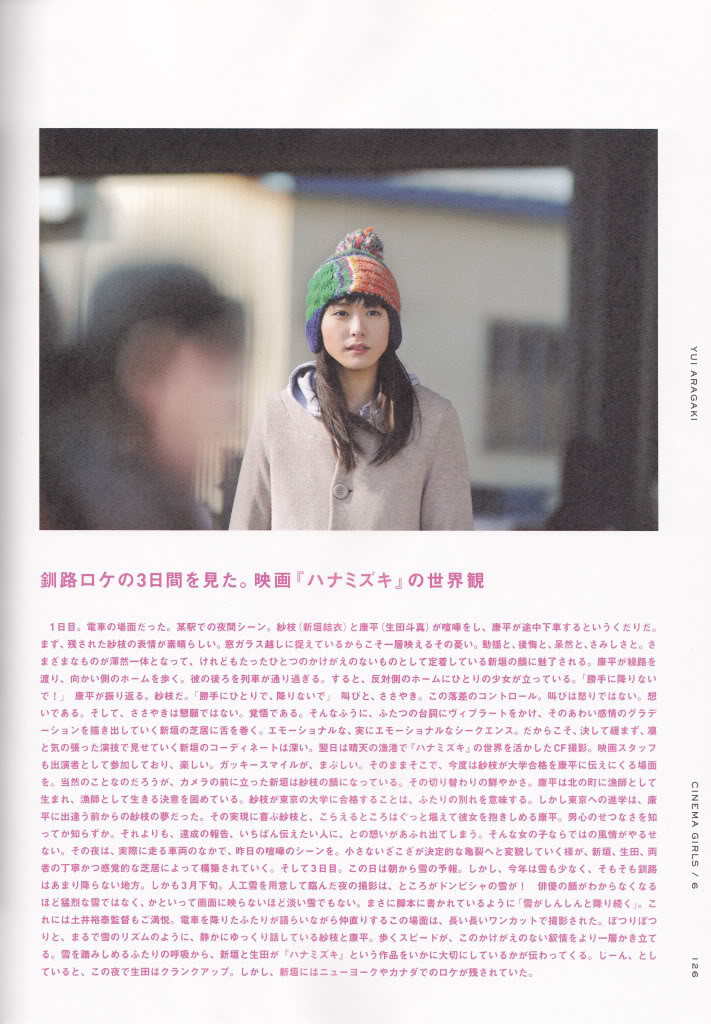 釧路ロケの3日間を見た。映画『ハナミズキ』の世界観
1日目。電車の場面だった。某駅での夜間シーン。紗枝(新垣結衣)と康平(生田斗真)が喧嘩をし、康平が途中下車するというくだりだ。
まず、残された紗枝の表情が素晴らしい。窓ガラス越しに捉えているからこそ一層映えるその憂い。動揺と、後悔と、呆然と、さみしさと。さ
まざまなものが渾然一体となって、けれどもたったひとつのかけがえのないものとして定着している新垣の顔に魅了される。康平が線路を
渡り、向かい側のホームを歩く。彼の後ろを列車が通り過ぎる。すると、反対側のホームにひとりの少女が立っている。「勝手に降りない
で!」 康平が振り返る。紗枝だ。「勝手にひとりで、降りないで」 叫びと、ささやき。この落差のコントロール。叫びは怒りではない。想
いである。そして、ささやきは懇願ではない。覚悟である。そんなふうに、ふたつの台詞にヴィブラートをかけ、そのあわい感情のグラデ
ーションを描き出していく新垣の芝居に舌を巻く。エモーショナルな、実にエモーショナルなシークエンス。だからこそ、決して緩まず、凛
と気の張った演技で見せていく新垣のコーディネートは深い。翌日は晴天の漁港で『ハナミズキ』の世界を活かしたCF撮影。映画スタッフ
も出演者として参加しており、楽しい。ガッキースマイルが、まぶしい。そのままそこで、今度は紗枝が大学合格を康平に伝えにくる場面
を。当然のことなのだろうが、カメラの前に立った新垣は紗枝の顔になっている。その切り替わりの鮮やかさ。康平は北の町に漁師として
生まれ、漁師として生きる決意を固めている。紗枝が東京の大学に合格することは、ふたりの別れを意味する。しかし東京への進学は、康
平に出逢う前からの紗枝の夢だった。その実現に喜ぶ紗枝と、こらえるところはぐっと堪えて彼女を抱きしめる康平。男心のせつなさを知
ってか知らずか。それよりも、達成の報告、いちばん伝えたい人に、との想いがあふれ出てしまう。そんな女の子ならではの風情がやるせ
ない。その夜は、実際に走る車両のなかで、昨日の喧嘩のシーンを。小さないざこざが決定的な亀裂へと変貌していく様が、新垣、生田、両
者の丁寧かつ感覚的な芝居によって構築されていく。そして3日目。この日は朝から雪の予報。しかし、今年は雪も少なく、そもそも釧路
はあまり降らない地方。しかも3月下旬。人工雪を用意して臨んだ夜の撮影は、ところがドンピシャの雪が! 俳優の顔がわからなくなる
ほど猛烈な雪ではなく、かといって画面に映らないほど淡い雪でもない。まさに脚本に書かれているように「雪がしんしんと降り続く」。こ
れには土井裕泰監督もご満悦。電車を降りたふたりが語らいながら仲直りするこの場面は、長い長いワンカットで撮影された。ぽつりぽつ
りと、まるで雪のリズムのように、静かにゆっくり話している紗枝と康平。歩くスピードが、このかけがえのない叙情をより一層かき立て
る。雪を踏みしめるふたりの呼吸から、新垣と生田が『ハナミズキ』という作品をいかに大切にしているかが伝わってくる。じーん、とし
ていると、この夜で生田はクランクアップ。しかし、新垣にはニューヨークやカナダでのロケが残されていた。
YUI ARAGAKI
CINEMA GIRLS / 6
126